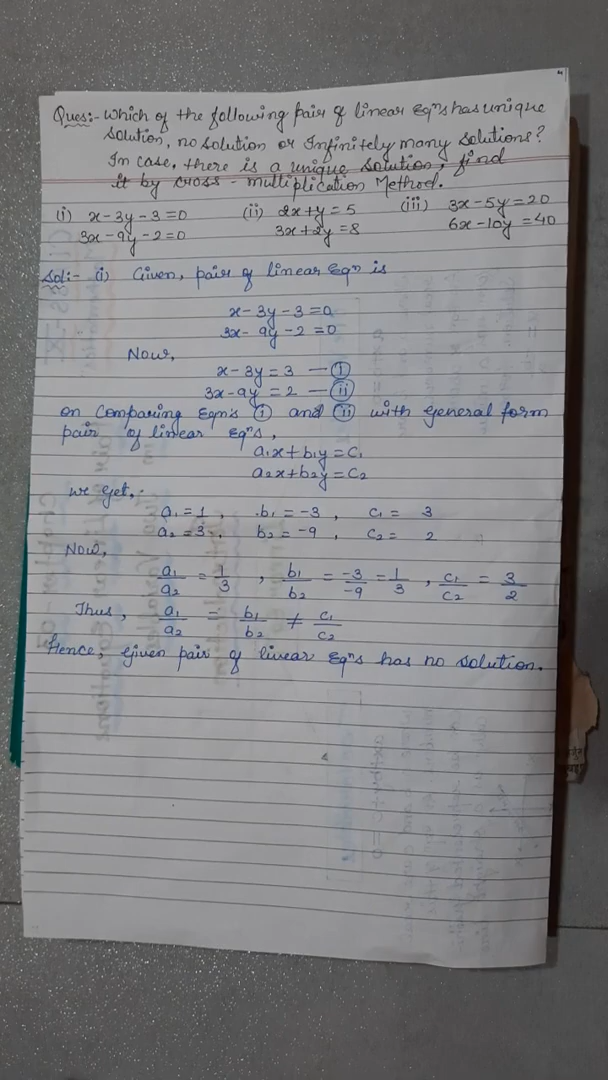 Ques:- Which of the following pair of linear Eqⁿs has unique
solution, no solution or Infinitely many solutions?
In case, there is a unique solution, find
it by cross-multiplication Method.
(i) x-3y-3=0 (ii) 2x+y=5 (iii) 3x-5y=20
3x-9y-2=0 3x+2y=8 6x-10y=40
Sol:- (i) Given, pair of linear Eqⁿ is
x-3y-3=0
3x-9y-2=0
Now,
x-3y=3 —(i)
3x-9y=2 —(ii)
on Comparing Eqnⁿs (i) and (ii) with general form
pair of linear Eqⁿs,
a₁x+b₁y=c₁
a₂x+b₂y=c₂
we get,
a₁=1, b₁=-3, c₁= 3
a₂=3, b₂=-9, c₂= 2
Now,
a₁/a₂ = 1/3, b₁/b₂ = -3/-9 = 1/3, c₁/c₂ = 3/2
Thus, a₁/a₂ = b₁/b₂ ≠ c₁/c₂
Hence, given pair of linear Eqⁿs has no solution.